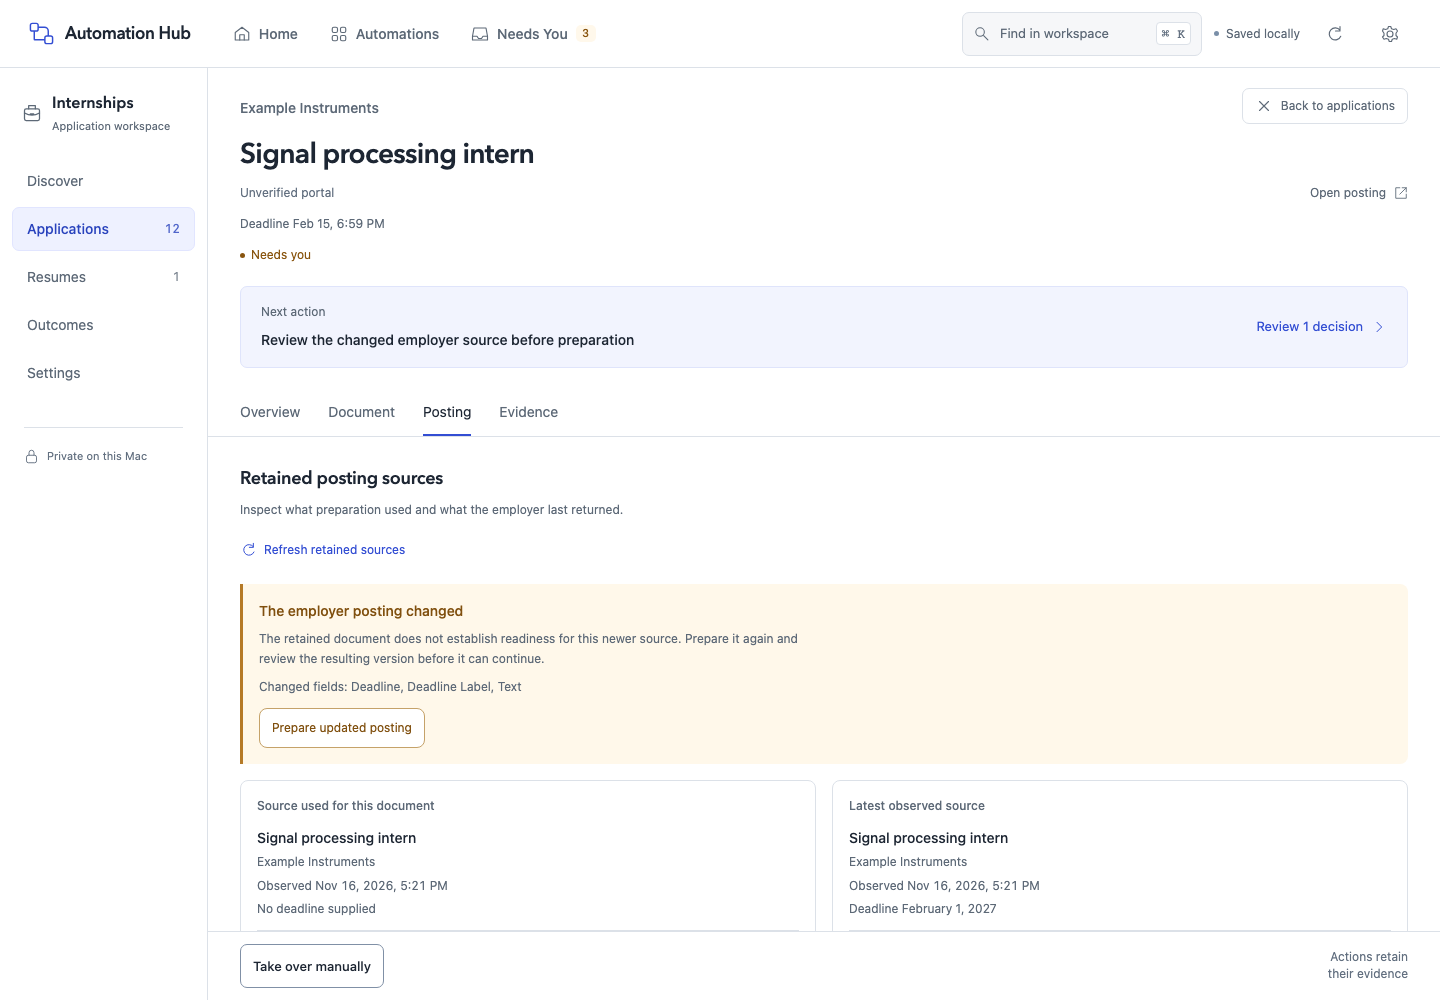 Automation Hub
Home
Automations
Needs You 3
Find in workspace ⌘ K
Saved locally
Internships
Application workspace
Discover
Applications 12
Resumes 1
Outcomes
Settings
Private on this Mac
Example Instruments
Back to applications
Signal processing intern
Unverified portal
Open posting
Deadline Feb 15, 6:59 PM
Needs you
Next action
Review the changed employer source before preparation
Review 1 decision
Overview
Document
Posting
Evidence
Retained posting sources
Inspect what preparation used and what the employer last returned.
Refresh retained sources
The employer posting changed
The retained document does not establish readiness for this newer source. Prepare it again and
review the resulting version before it can continue.
Changed fields: Deadline, Deadline Label, Text
Prepare updated posting
Source used for this document
Signal processing intern
Example Instruments
Observed Nov 16, 2026, 5:21 PM
No deadline supplied
Latest observed source
Signal processing intern
Example Instruments
Observed Nov 16, 2026, 5:21 PM
Deadline February 1, 2027
Take over manually
Actions retain
their evidence